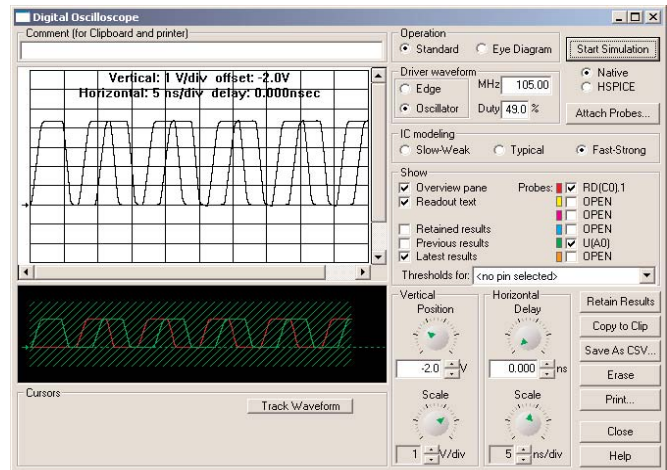 Digital Oscilloscope
Comment (for Clipboard and printer)
Vertical: 1 V/div offset: -2.0V
Horizontal: 5 ns/div delay: 0.000nsec
Cursors
Track Waveform
Operation
Standard
Eye Diagram
Start Simulation
Driver waveform
Edge
Oscillator
MHz 105.00
Duty 49.0 %
Native
HSPICE
Attach Probes...
IC modeling
Slow-Weak
Typical
Fast-Strong
Show
Overview pane
Readout text
Retained results
Previous results
Latest results
Probes:
RD(C0).1
OPEN
OPEN
OPEN
U(A0)
OPEN
Thresholds for: <no pin selected>
Vertical
Position
-2.0 V
Scale
1 V/div
Horizontal
Delay
0.000 ns
Scale
5 ns/div
Retain Results
Copy to Clip
Save As CSV...
Erase
Print...
Close
Help